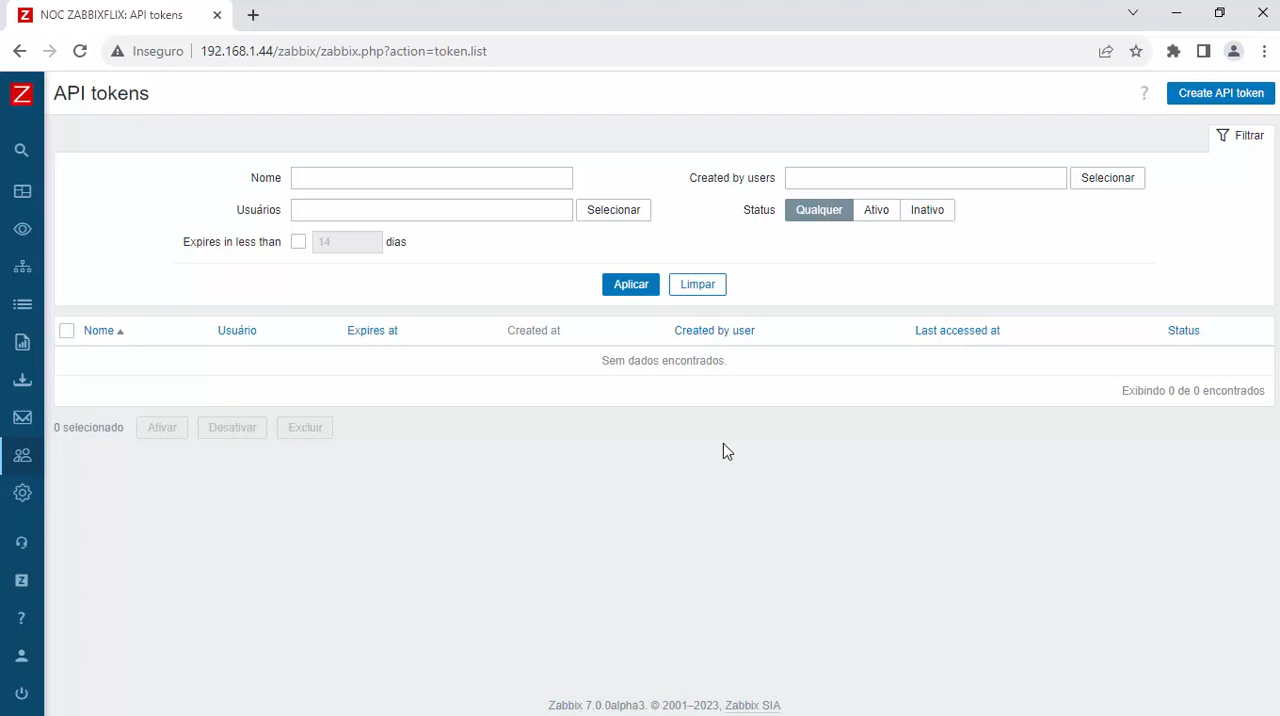 NOC ZABBIXFLIX: API tokens
Inseguro 192.168.1.44/zabbix/zabbix.php?action=token.list
Z API tokens ? Create API token
Filtrar
Nome Created by users Selecionar
Usuários Selecionar Status Qualquer Ativo Inativo
Expires in less than 14 dias
Aplicar Limpar
Nome Usuário Expires at Created at Created by user Last accessed at Status
Sem dados encontrados.
Exibindo 0 de 0 encontrados
0 selecionado Ativar Desativar Excluir
Z
?
Zabbix 7.0.0alpha3. © 2001–2023, Zabbix SIA